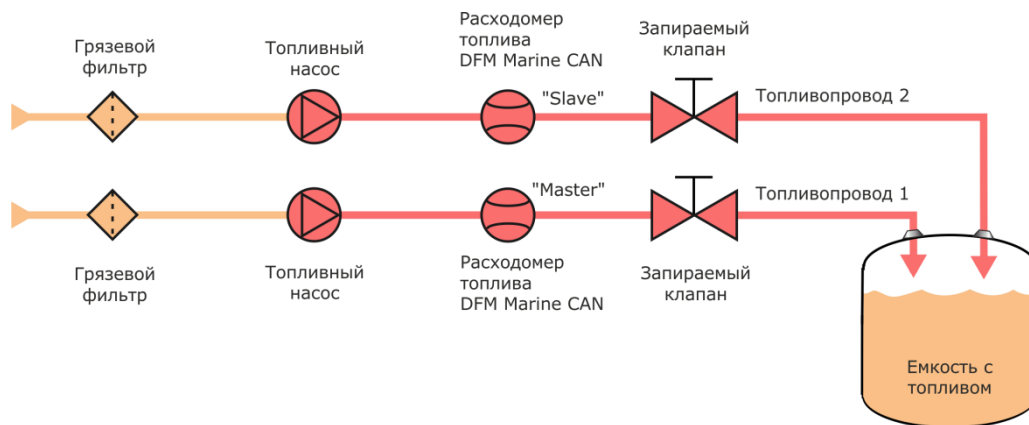 Грязевой
фильтр
Топливный
насос
Расходомер
топлива
DFM Marine CAN
Запираемый
клапан
"Slave"
Топливопровод 2
"Master"
Топливопровод 1
Грязевой
фильтр
Топливный
насос
Расходомер
топлива
DFM Marine CAN
Запираемый
клапан
Емкость с
топливом